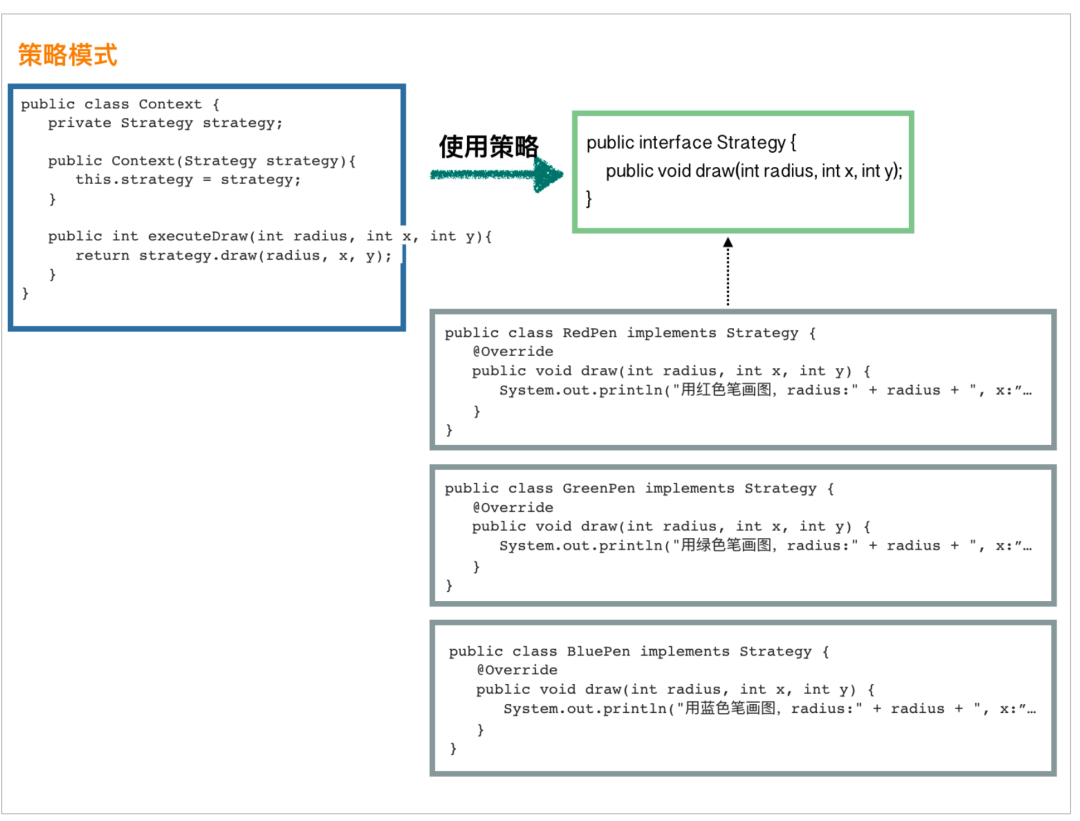 策略模式
public class Context {
private Strategy strategy;
public Context(Strategy strategy){
this.strategy = strategy;
}
public int executeDraw(int radius, int x, int y){
return strategy.draw(radius, x, y);
}
}
使用策略
public interface Strategy {
public void draw(int radius, int x, int y);
}
public class RedPen implements Strategy {
@Override
public void draw(int radius, int x, int y) {
System.out.println("用红色笔画图，radius:" + radius + ", x:”…
}
}
public class GreenPen implements Strategy {
@Override
public void draw(int radius, int x, int y) {
System.out.println("用绿色笔画图，radius:" + radius + ", x:”…
}
}
public class BluePen implements Strategy {
@Override
public void draw(int radius, int x, int y) {
System.out.println("用蓝色笔画图，radius:" + radius + ", x:”…
}
}